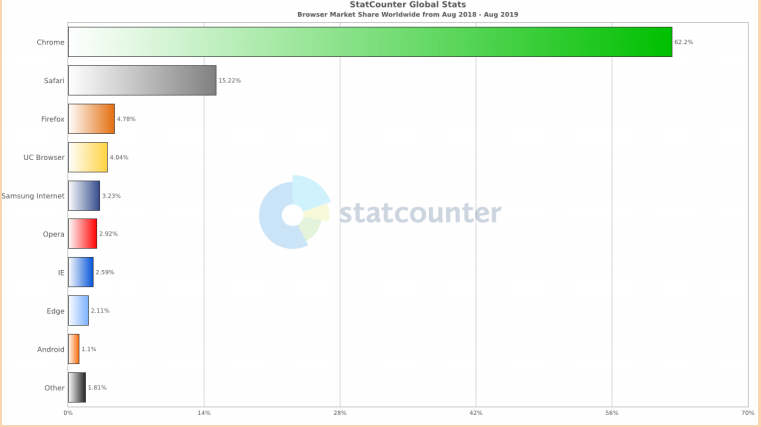 StatCounter Global Stats
Browser Market Share Worldwide from Aug 2018 - Aug 2019
Chrome 62.2%
Safari 15.22%
Firefox 4.78%
UC Browser 4.04%
Samsung Internet 3.23%
statcounter
Opera 2.92%
IE 2.59%
Edge 2.11%
Android 1.1%
Other 1.81%
0% 14% 28% 42% 56% 70%